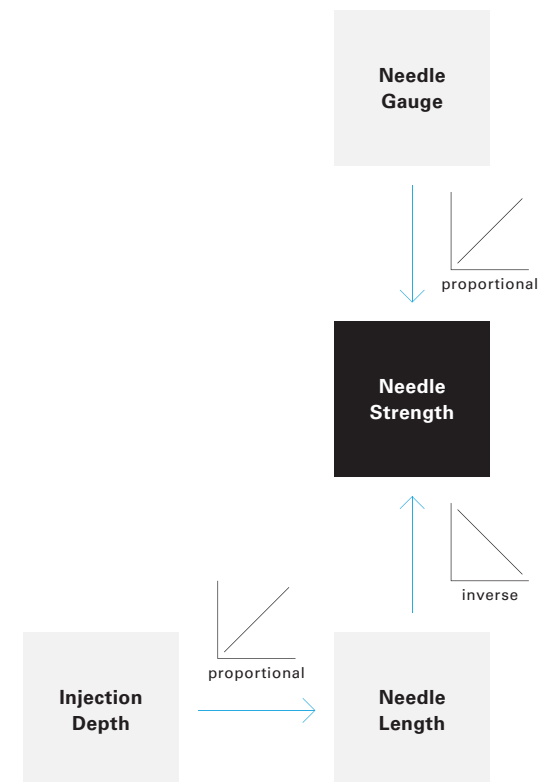 Needle
Gauge
proportional
Needle
Strength
inverse
proportional
Injection
Depth
Needle
Length